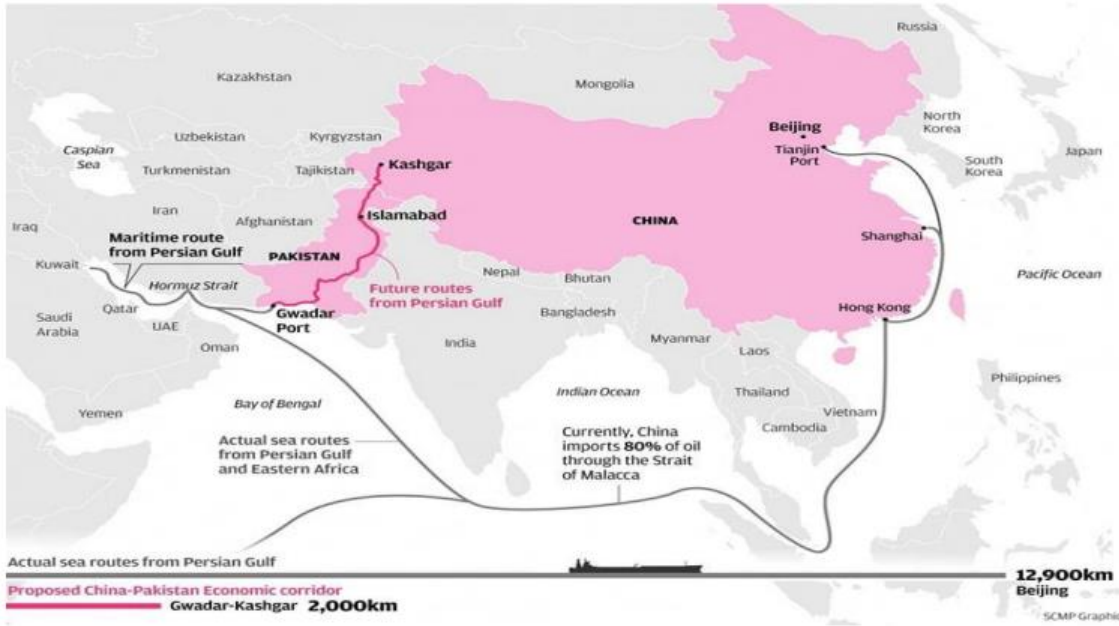 Russia
Kazakhstan
Mongolia
North
Korea
Beijing
Tianjin
Port
Japan
South
Korea
Caspian
Sea
Uzbekistan
Kyrgyzstan
Turkmenistan
Tajikistan
Kashgar
Iran
Afghanistan
Islamabad
CHINA
Iraq
Maritime route
from Persian Gulf
PAKISTAN
Shanghai
Kuwait
Hormuz Strait
Future routes
from Persian Gulf
Nepal
Bhutan
Pacific Ocean
Qatar
Gwadar
Port
Bangladesh
Hong Kong
Saudi
Arabia
UAE
Oman
India
Myanmar
Laos
Philippines
Yemen
Bay of Bengal
Indian Ocean
Thailand
Vietnam
Cambodia
Actual sea routes
from Persian Gulf
and Eastern Africa
Currently, China
imports 80% of oil
through the Strait
of Malacca
Actual sea routes from Persian Gulf
12,900km
Beijing
Proposed China-Pakistan Economic corridor
Gwadar-Kashgar 2,000km
SCMP Graphic